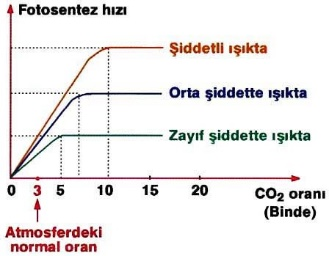 Fotosentez hızı
Şiddetli ışıkta
Orta şiddette ışıkta
Zayıf şiddette ışıkta
0 3 5 10 15 20
CO₂ oranı
(Binde)
Atmosferdeki
normal oran